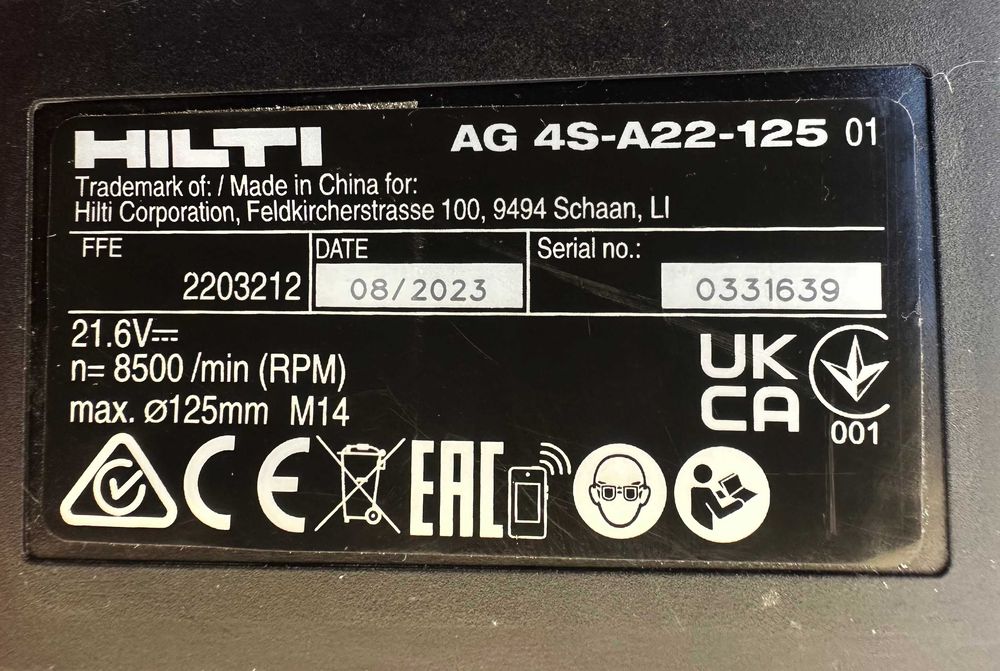 HILTI AG 4S-A22-125 01
Trademark of: / Made in China for:
Hilti Corporation, Feldkircherstrasse 100, 9494 Schaan, LI
FFE DATE Serial no.:
2203212 08/2023 0331639
21.6V⎓
n= 8500 /min (RPM)
max. ⌀125mm M14
UK
CA
001
CE EAC